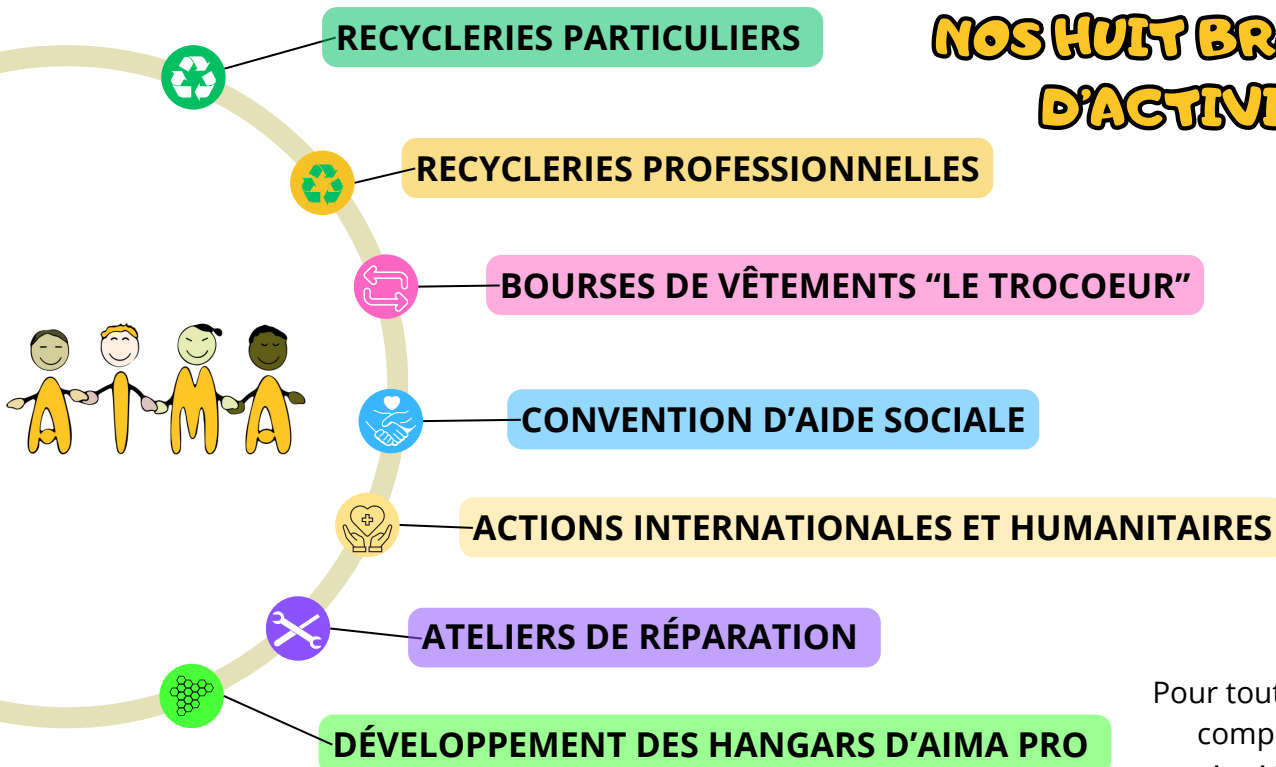 RECYCLERIES PARTICULIERS
NOS HUIT BR
D'ACTIVI
RECYCLERIES PROFESSIONNELLES
BOURSES DE VÊTEMENTS “LE TROCOEUR”
AIMA
CONVENTION D'AIDE SOCIALE
ACTIONS INTERNATIONALES ET HUMANITAIRES
ATELIERS DE RÉPARATION
DÉVELOPPEMENT DES HANGARS D'AIMA PRO
Pour tout
comp